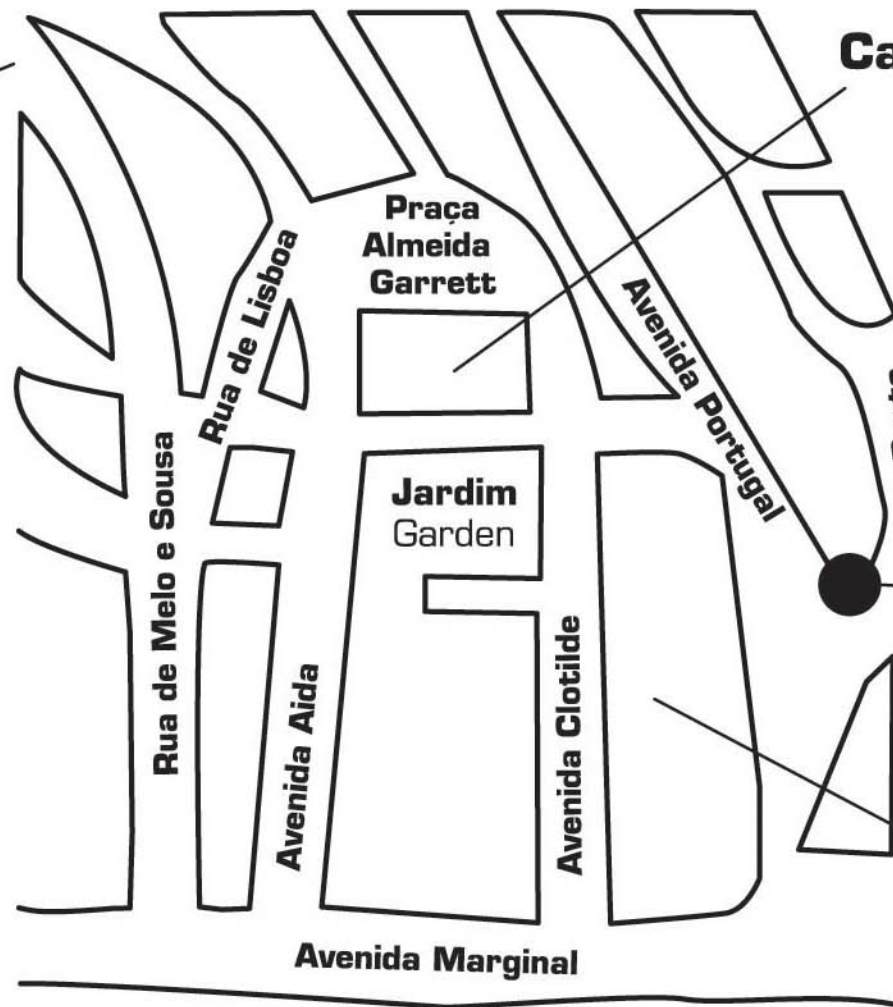 Praça
Almeida
Garrett
Rua de Lisboa
Avenida Portugal
Rua de Melo e Sousa
Jardim
Garden
Avenida Aida
Avenida Clotilde
Avenida Marginal